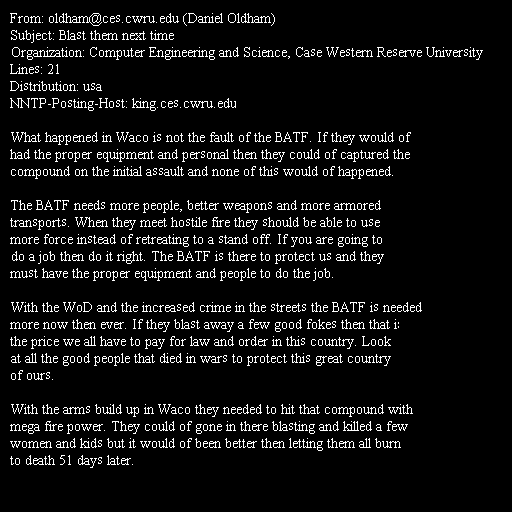 From: oldham@ces.cwru.edu (Daniel Oldham)
Subject: Blast them next time
Organization: Computer Engineering and Science, Case Western Reserve University
Lines: 21
Distribution: usa
NNTP-Posting-Host: king.ces.cwru.edu

What happened in Waco is not the fault of the BATF. If they would of
had the proper equipment and personal then they could of captured the
compound on the initial assault and none of this would of happened.

The BATF needs more people, better weapons and more armored
transports. When they meet hostile fire they should be able to use
more force instead of retreating to a stand off. If you are going to
do a job then do it right. The BATF is there to protect us and they
must have the proper equipment and people to do the job.

With the WoD and the increased crime in the streets the BATF is needed
more now then ever. If they blast away a few good fokes then that is
the price we all have to pay for law and order in this country. Look
at all the good people that died in wars to protect this great country
of ours.

With the arms build up in Waco they needed to hit that compound with
mega fire power. They could of gone in there blasting and killed a few
women and kids but it would of been better then letting them all burn
to death 51 days later.